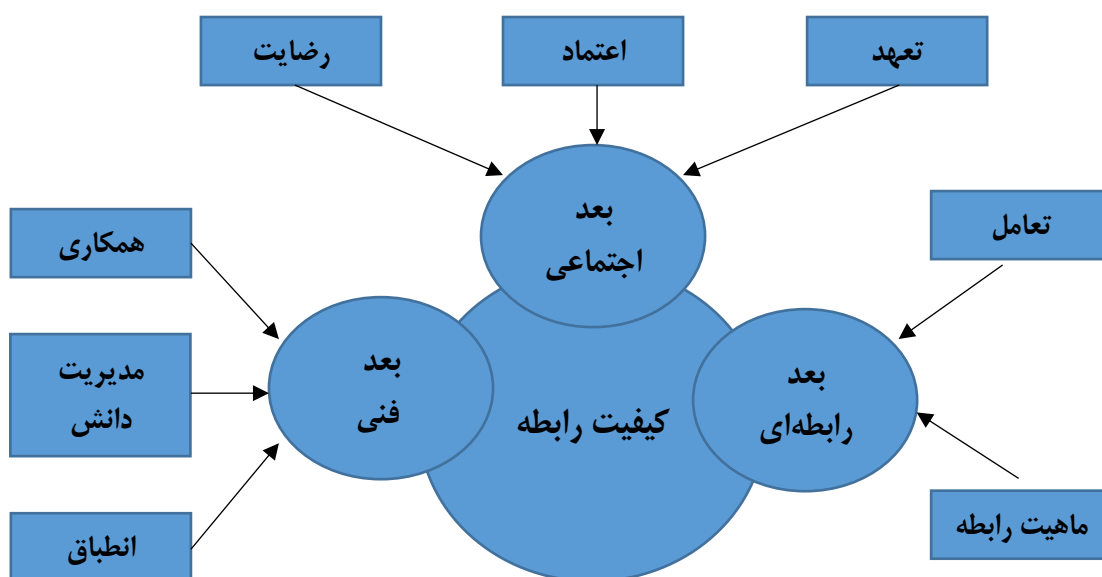 تعهد
اعتماد
رضایت
بعد
اجتماعی
تعامل
همکاری
بعد
رابطه‌ای
بعد
فنی
مدیریت
دانش
کیفیت رابطه
ماهیت رابطه
انطباق